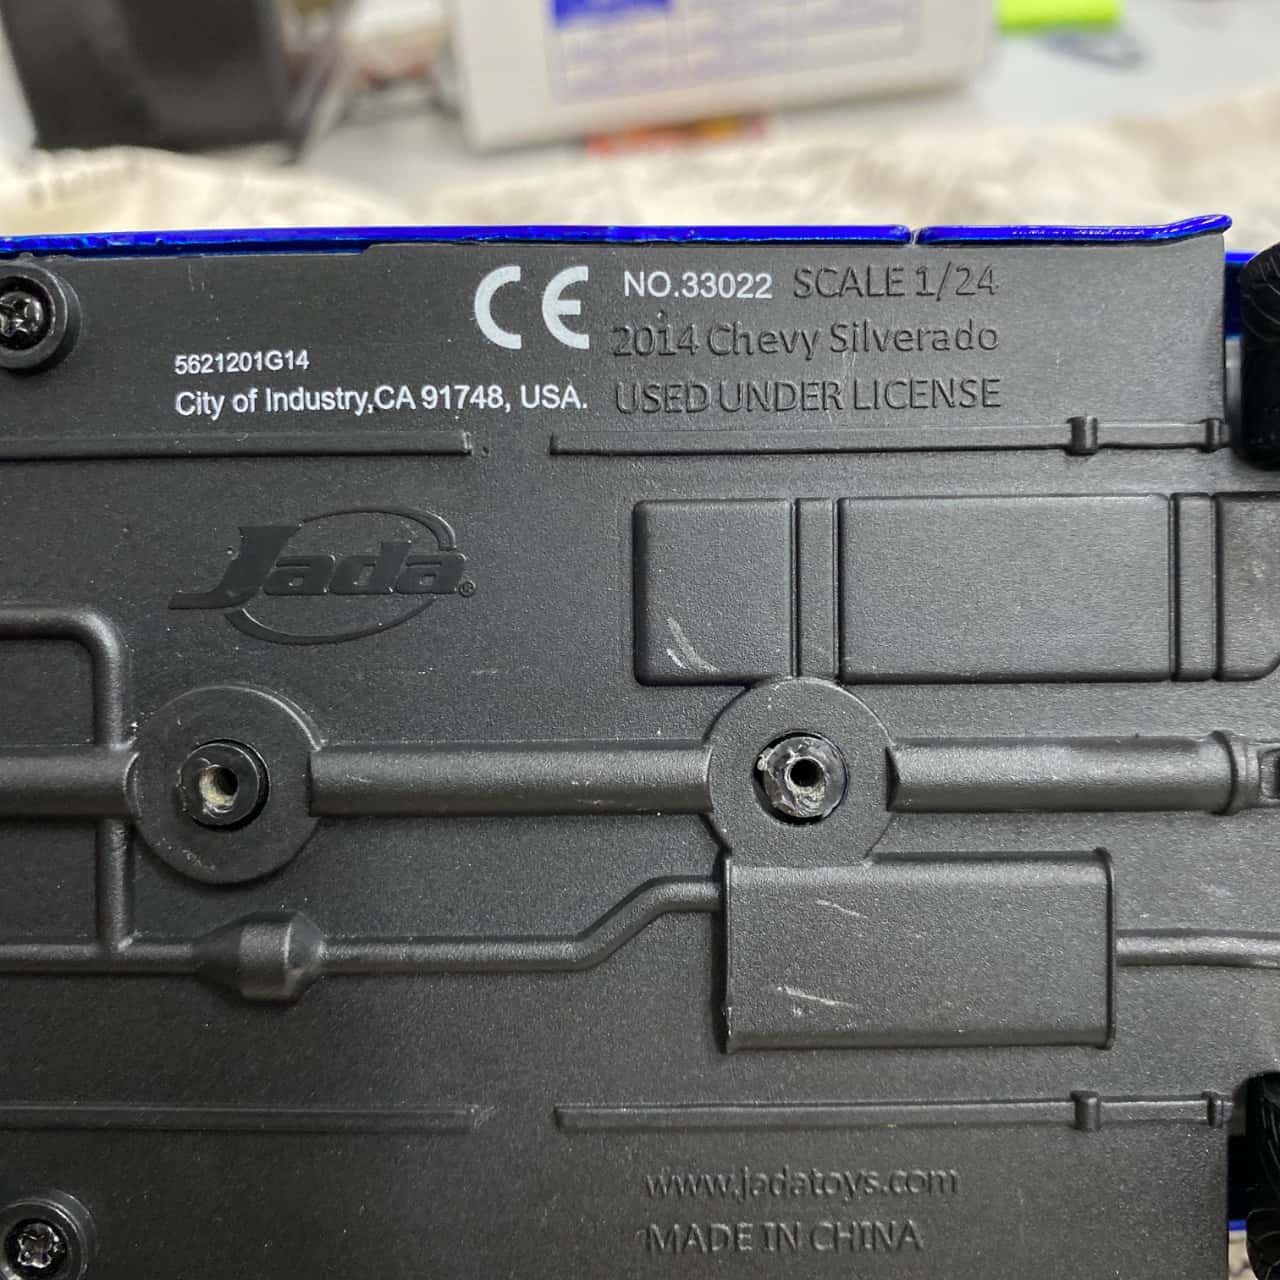 CE NO.33022 SCALE 1/24
2014 Chevy Silverado
USED UNDER LICENSE
5621201G14
City of Industry,CA 91748, USA.
Jada®
www.jadatoys.com
MADE IN CHINA